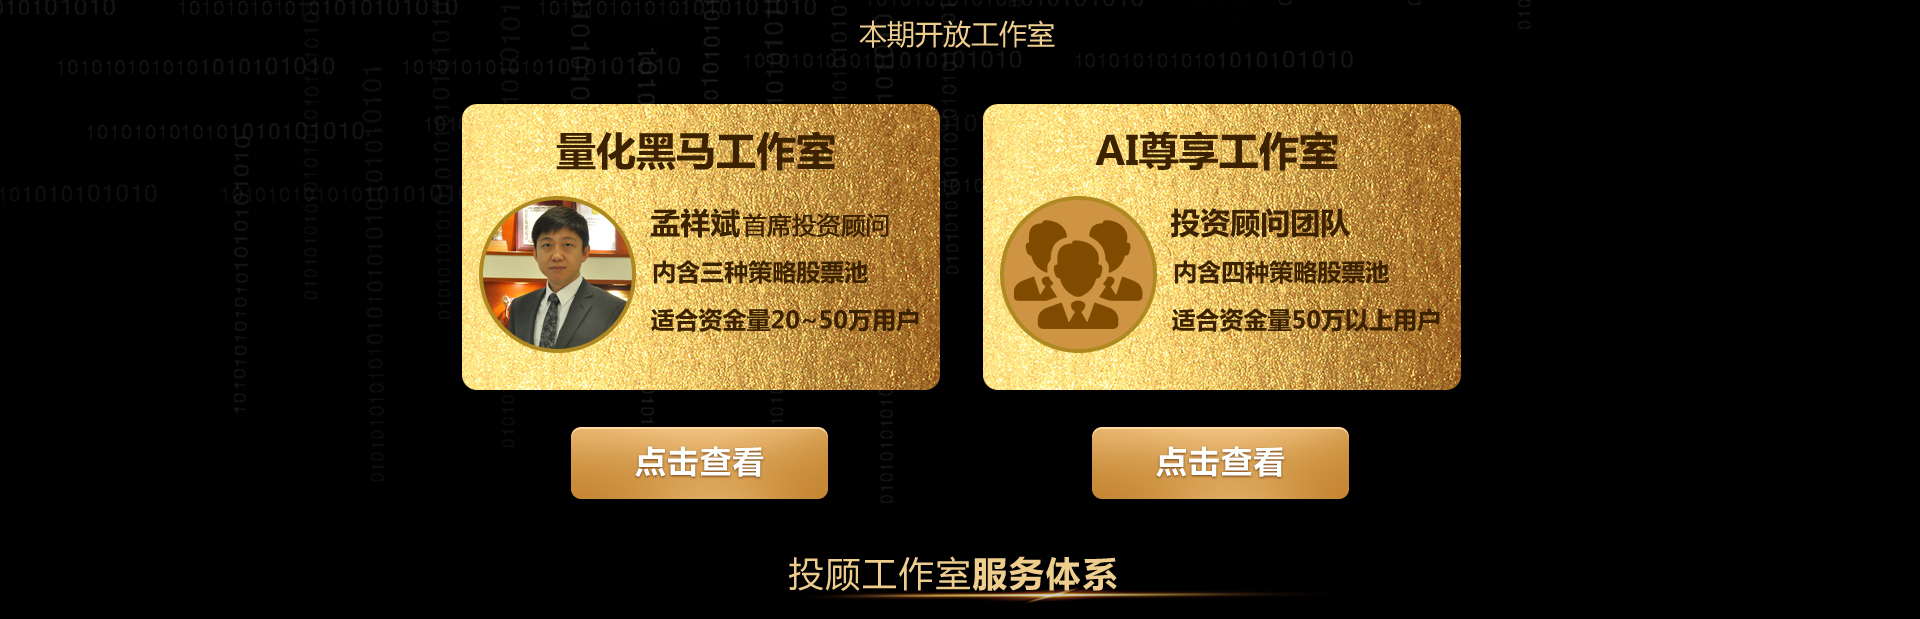 本期开放工作室
量化黑马工作室
孟祥斌首席投资顾问
内含三种策略股票池
适合资金量20~50万用户
点击查看
AI尊享工作室
投资顾问团队
内含四种策略股票池
适合资金量50万以上用户
点击查看
投顾工作室服务体系